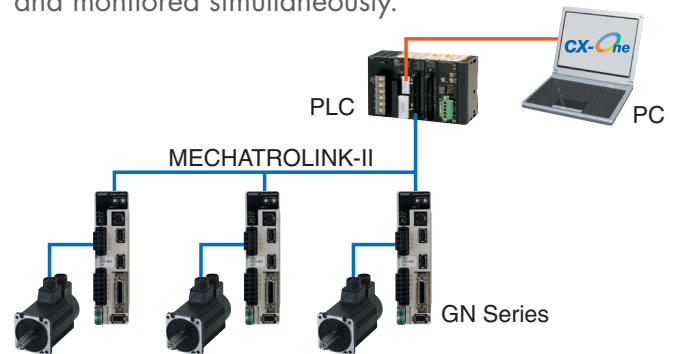 and monitored simultaneously.
CX-One
PLC
PC
MECHATROLINK-II
GN Series